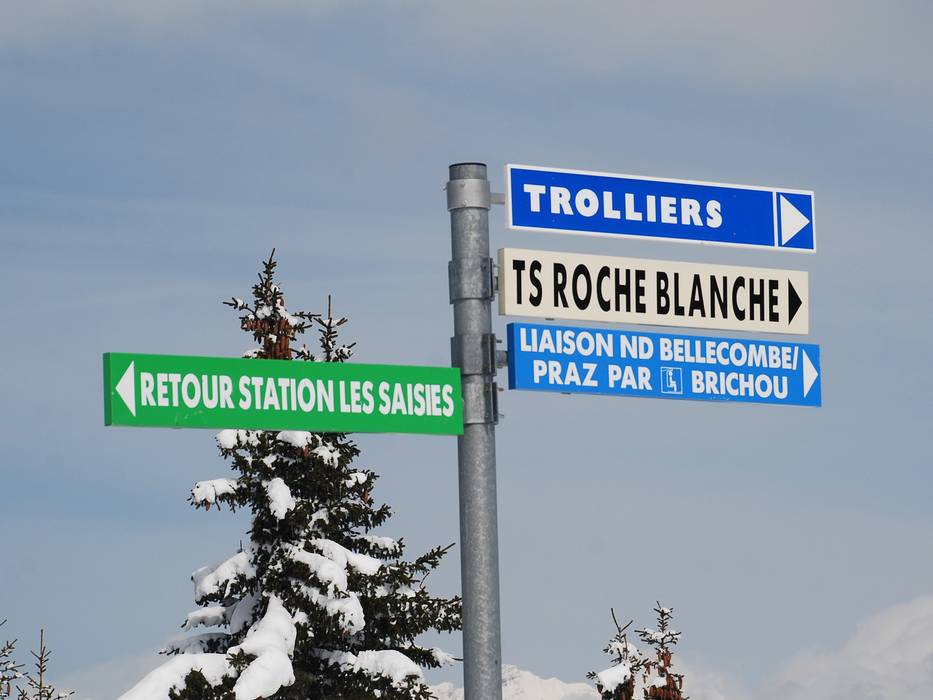 TROLLIERS
TS ROCHE BLANCHE
LIAISON ND BELLECOMBE/
PRAZ PAR BRICHOU
RETOUR STATION LES SAISIES